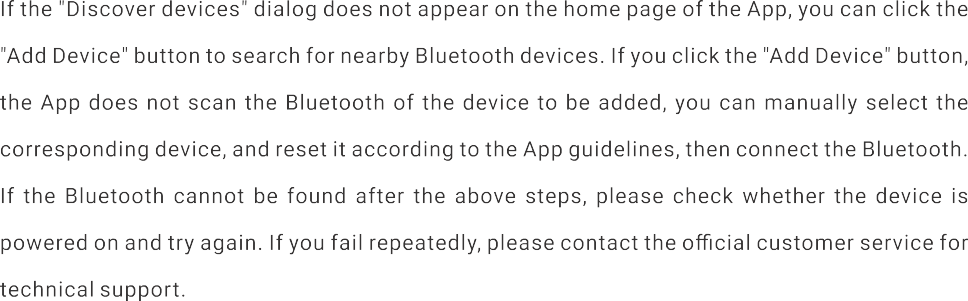 If the "Discover devices" dialog does not appear on the home page of the App, you can click the
"Add Device" button to search for nearby Bluetooth devices. If you click the "Add Device" button,
the App does not scan the Bluetooth of the device to be added, you can manually select the
corresponding device, and reset it according to the App guidelines, then connect the Bluetooth.
If the Bluetooth cannot be found after the above steps, please check whether the device is
powered on and try again. If you fail repeatedly, please contact the official customer service for
technical support.